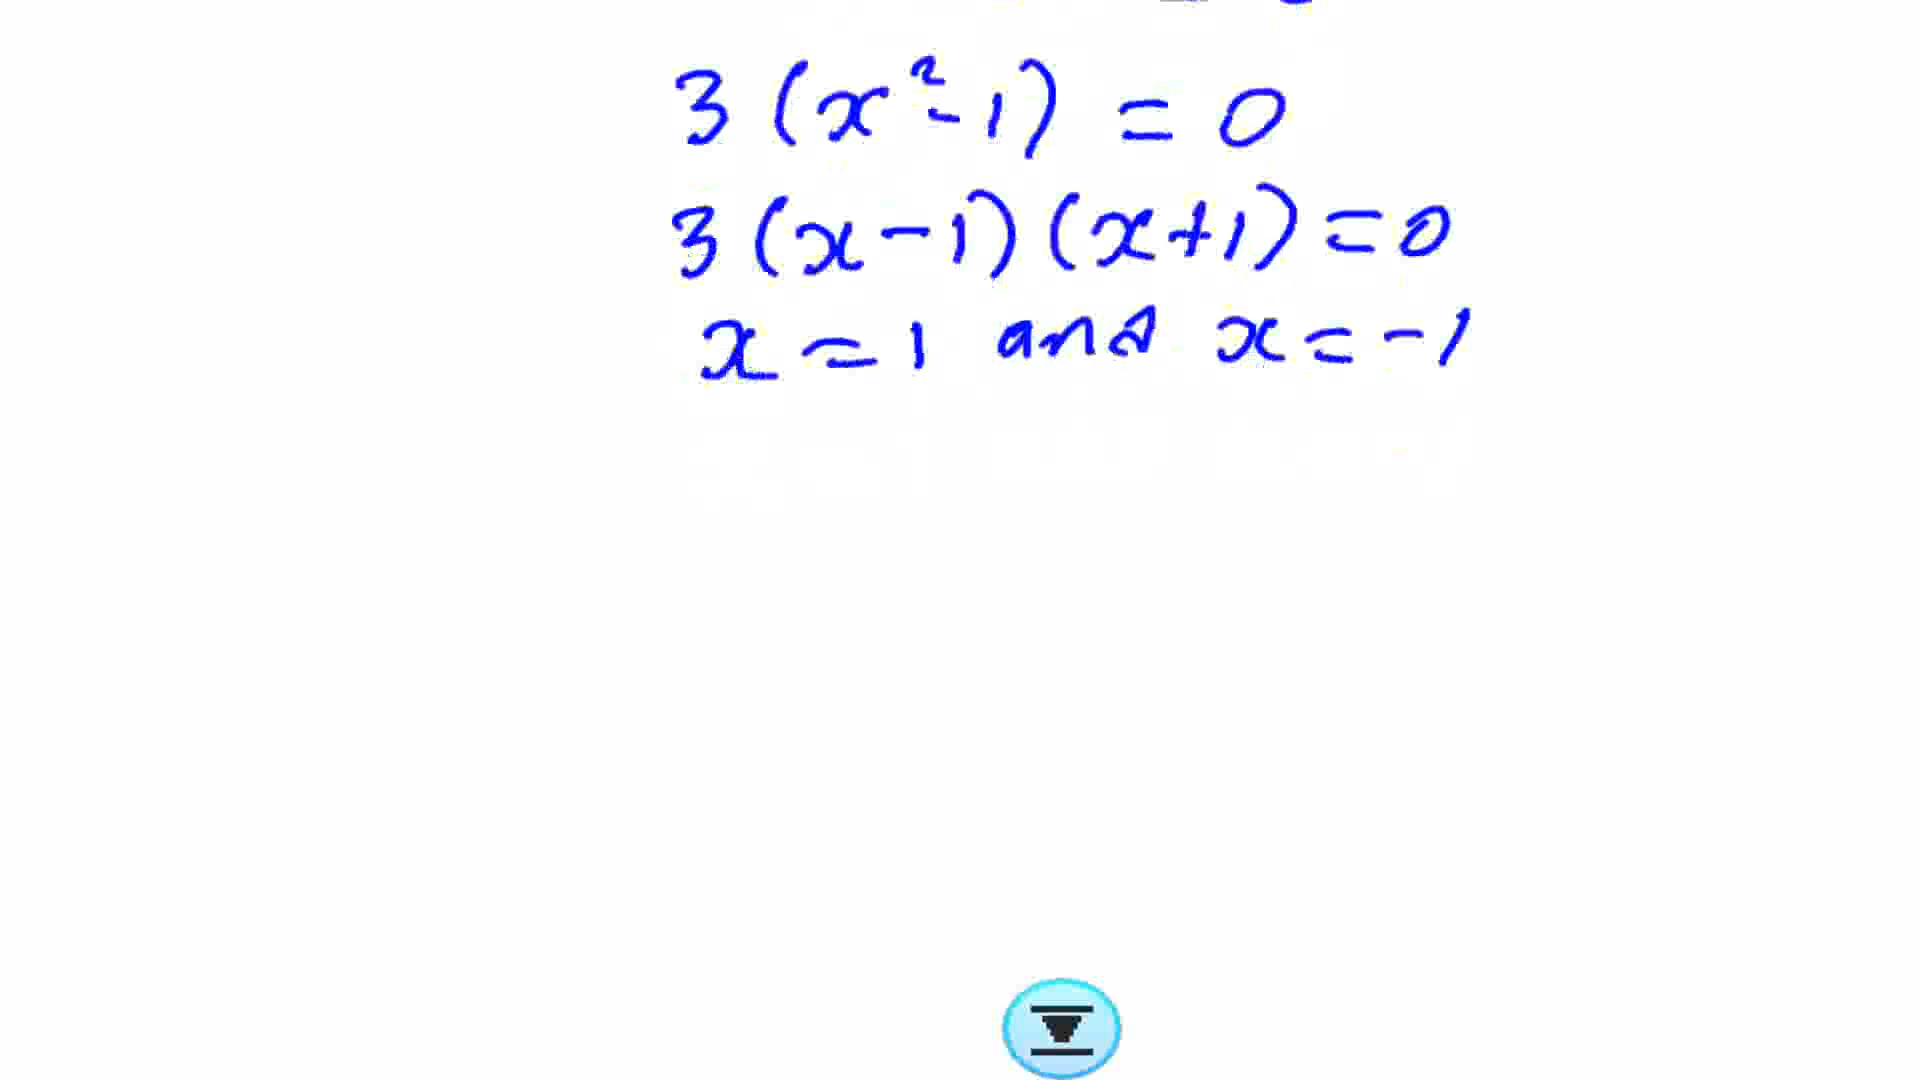 3(x²-1) = 0
3(x-1)(x+1)=0
x=1 and x=-1